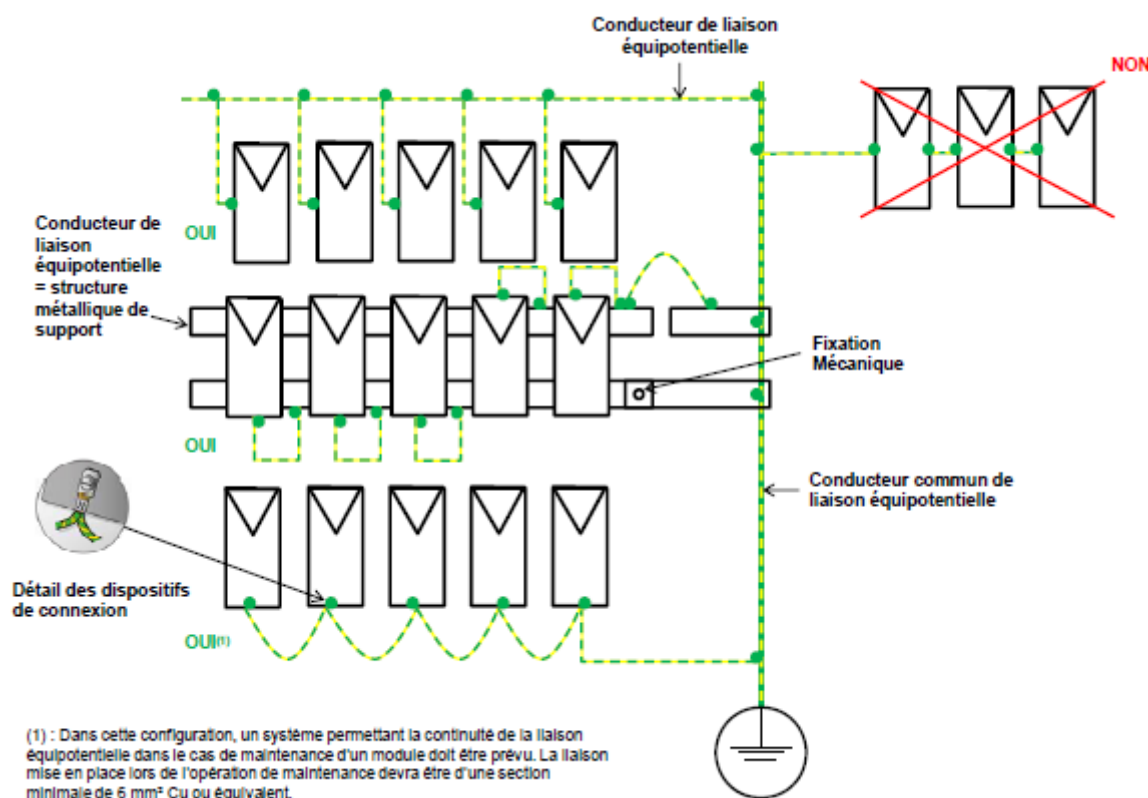 Conducteur de liaison
équipotentielle
NON
Conducteur de
liaison
équipotentielle
= structure
métallique de
support
OUI
Fixation
Mécanique
OUI
Conducteur commun de
liaison équipotentielle
Détail des dispositifs
de connexion
OUI(1)
(1) : Dans cette configuration, un système permettant la continuité de la liaison
équipotentielle dans le cas de maintenance d'un module doit être prévu. La liaison
mise en place lors de l'opération de maintenance devra être d'une section
minimale de 6 mm² Cu ou équivalent.